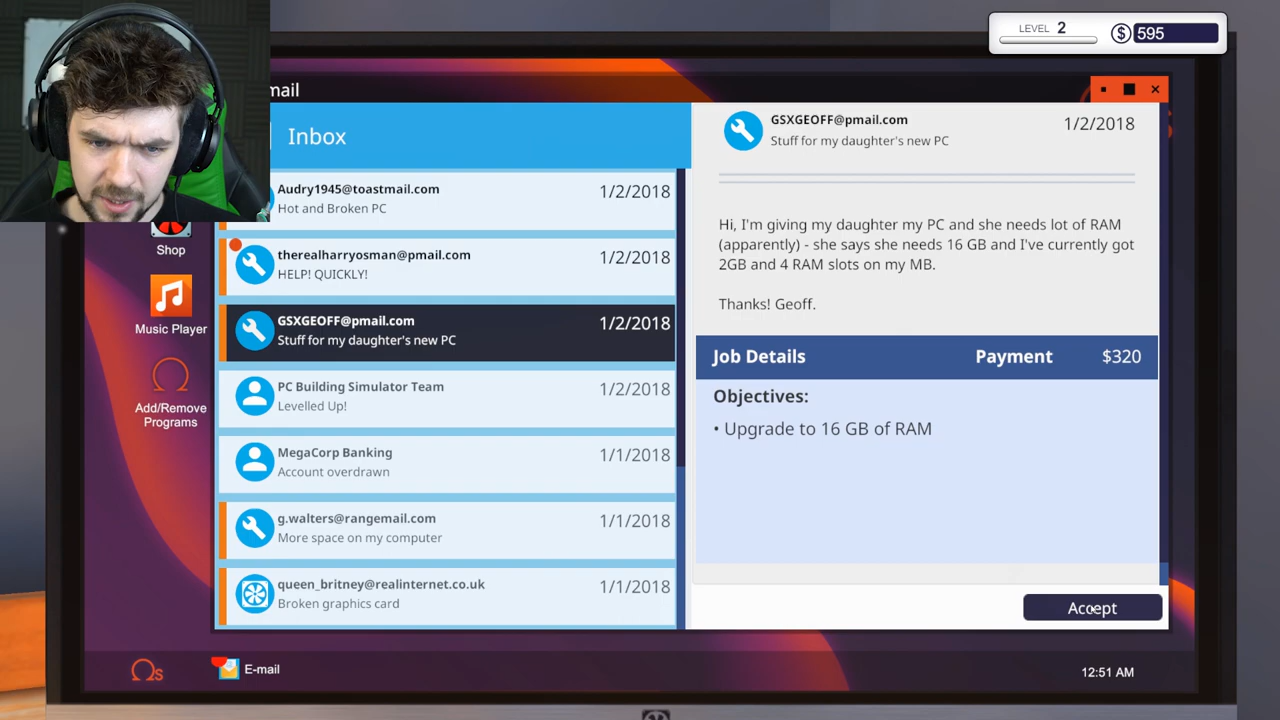 LEVEL 2
$ 595
mail
Inbox
Audry1945@toastmail.com 1/2/2018
Hot and Broken PC
therealharryosman@pmail.com 1/2/2018
HELP! QUICKLY!
GSXGEOFF@pmail.com 1/2/2018
Stuff for my daughter's new PC
PC Building Simulator Team 1/2/2018
Levelled Up!
MegaCorp Banking 1/1/2018
Account overdrawn
g.walters@rangemail.com 1/1/2018
More space on my computer
queen_britney@realinternet.co.uk 1/1/2018
Broken graphics card
GSXGEOFF@pmail.com 1/2/2018
Stuff for my daughter's new PC
Hi, I'm giving my daughter my PC and she needs lot of RAM
(apparently) - she says she needs 16 GB and I've currently got
2GB and 4 RAM slots on my MB.
Thanks! Geoff.
Job Details Payment $320
Objectives:
• Upgrade to 16 GB of RAM
Accept
Shop
Music Player
Add/Remove
Programs
Ωs
E-mail
12:51 AM